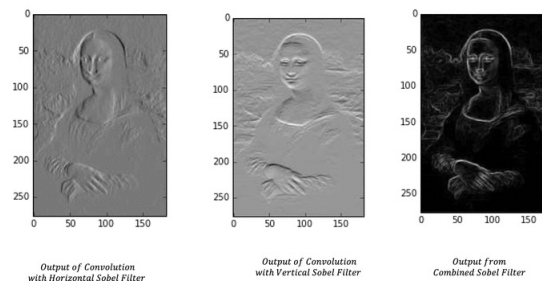 0
50
100
150
200
250
0 50 100 150
0
50
100
150
200
250
0 50 100 150
0
50
100
150
200
250
0 50 100 150
Output of Convolution
with Horizontal Sobel Filter
Output of Convolution
with Vertical Sobel Filter
Output from
Combined Sobel Filter